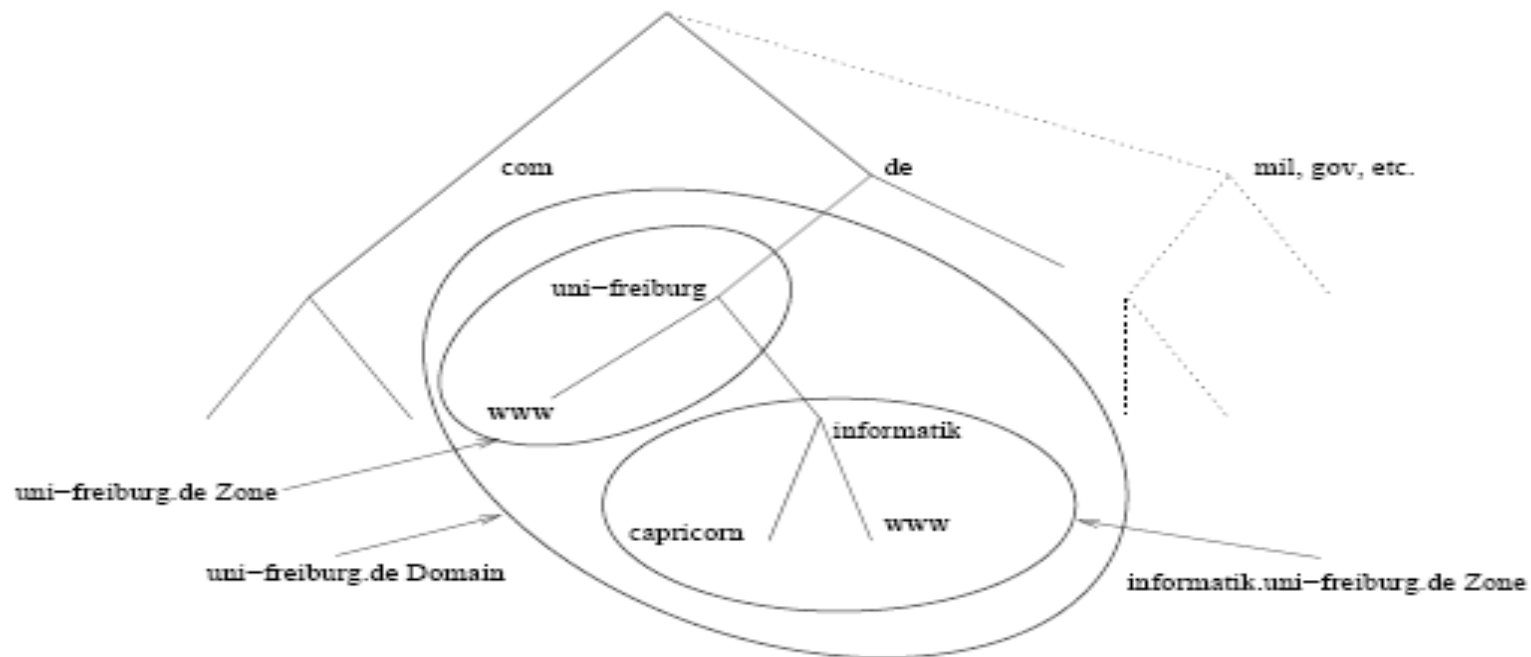 com
de
mil, gov, etc.
uni−freiburg
www
informatik
uni−freiburg.de Zone
capricorn
www
uni−freiburg.de Domain
informatik.uni−freiburg.de Zone